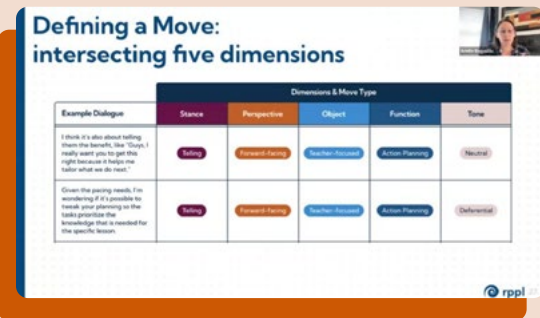 Defining a Move:
intersecting five dimensions
Dimensions & Move Type
Example Dialogue Stance Perspective Object Function Tone
I think it's also about telling
them the benefit, like "Guys, I
really want you to get this
right because it helps me
tailor what we do next."
Telling Forward-facing Teacher-focused Action Planning Neutral
Given the pacing needs, I'm
wondering if it's possible to
tweak your planning so the
tasks prioritize the
knowledge that is needed for
the specific lesson.
Telling Forward-facing Teacher-focused Action Planning Deferential
rppl